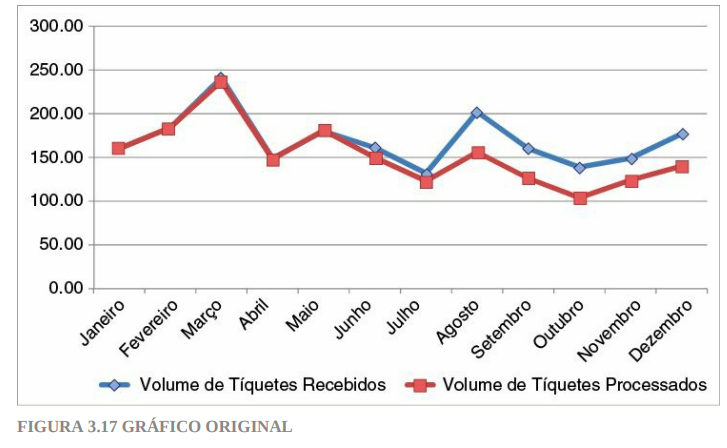 300.00
250.00
200.00
150.00
100.00
50.00
0.00
Janeiro
Fevereiro
Março
Abril
Maio
Junho
Julho
Agosto
Setembro
Outubro
Novembro
Dezembro
Volume de Tíquetes Recebidos
Volume de Tíquetes Processados
FIGURA 3.17 GRÁFICO ORIGINAL